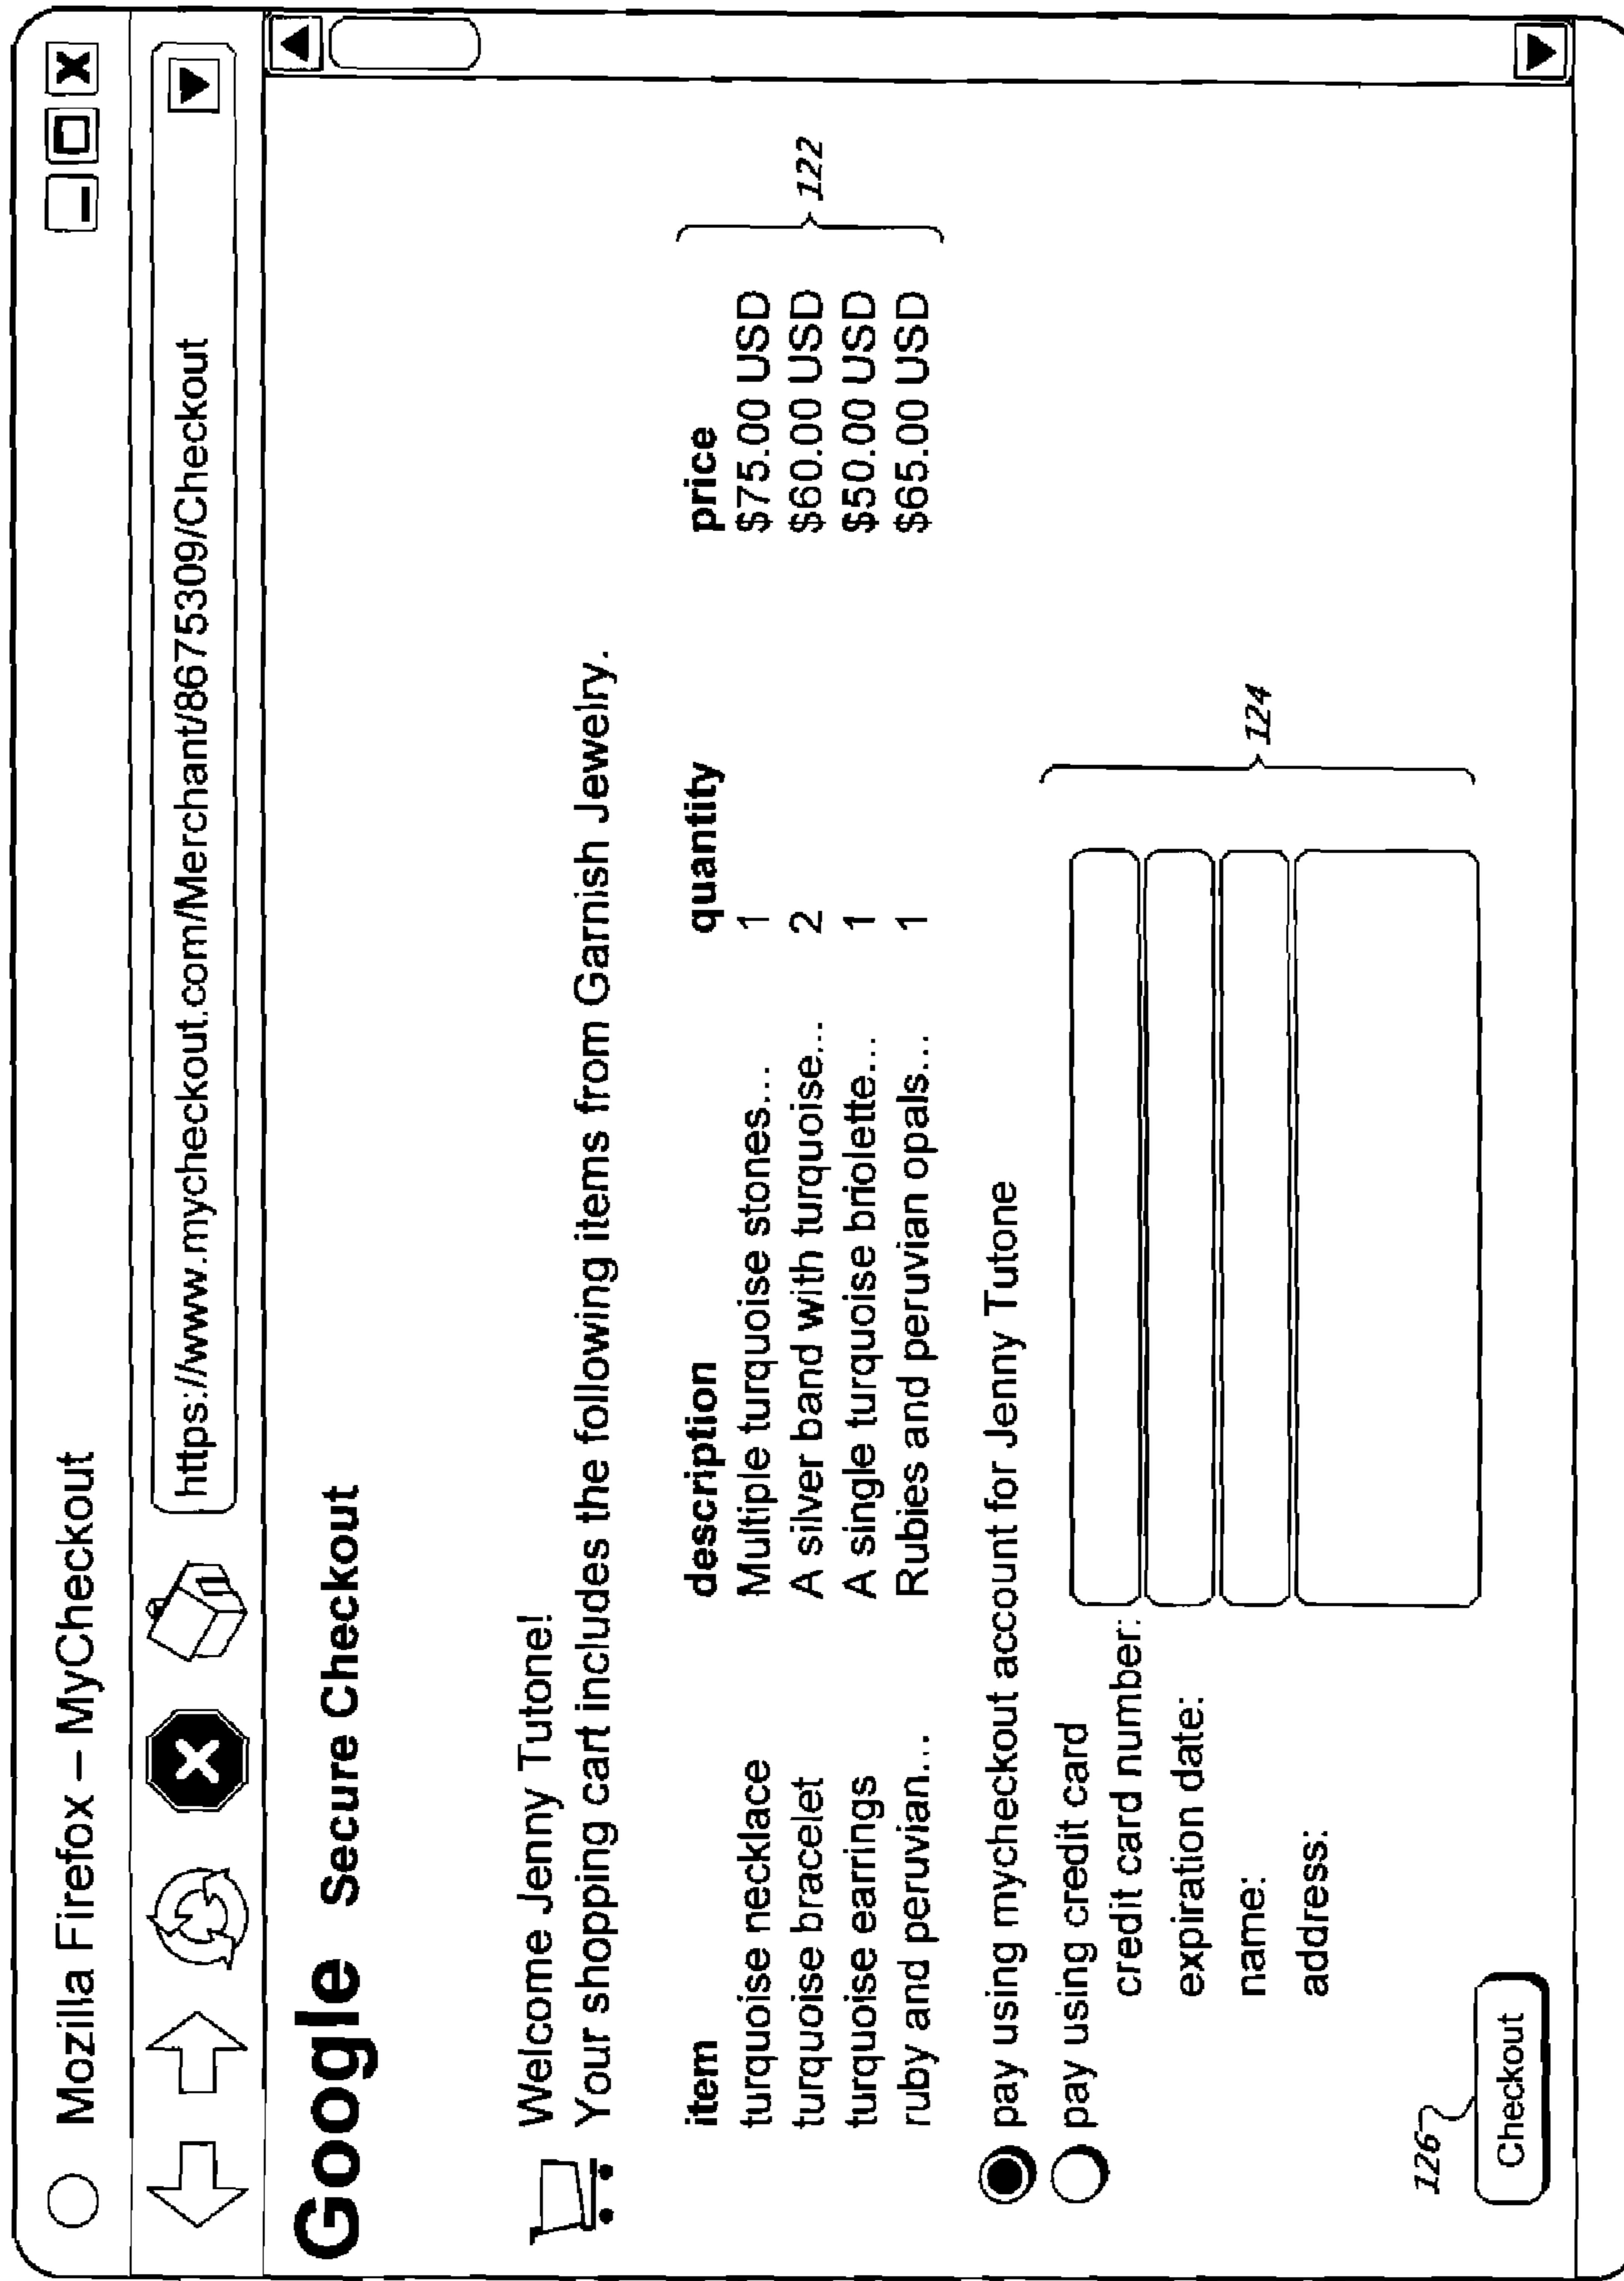 Mozilla Firefox – MyCheckout
https://www.mycheckout.com/Merchant/8675309/Checkout
Google Secure Checkout
Welcome Jenny Tutone!
Your shopping cart includes the following items from Garnish Jewelry.
item description quantity price
turquoise necklace Multiple turquoise stones... 1 $75.00 USD
turquoise bracelet A silver band with turquoise... 2 $60.00 USD
turquoise earrings A single turquoise briolette... 1 $50.00 USD
ruby and peruvian... Rubies and peruvian opals... 1 $65.00 USD
122
pay using mycheckout account for Jenny Tutone
pay using credit card
credit card number:
expiration date:
name:
address:
124
126
Checkout